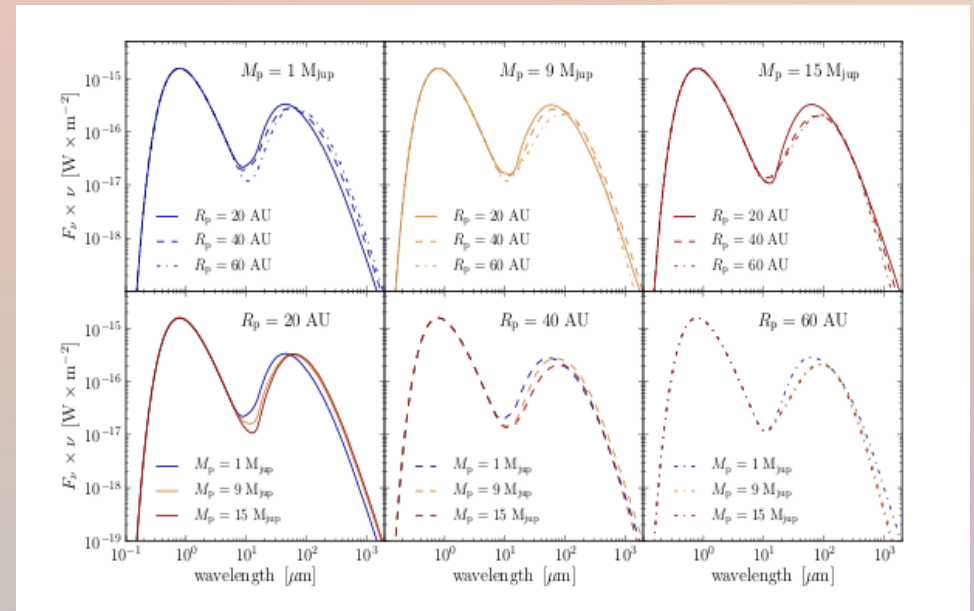 M_p = 1 M_jup
M_p = 9 M_jup
M_p = 15 M_jup
F_ν × ν [W × m^−2]
10^−15
10^−16
10^−17
10^−18
R_p = 20 AU
R_p = 40 AU
R_p = 60 AU
R_p = 20 AU
R_p = 40 AU
R_p = 60 AU
R_p = 20 AU
R_p = 40 AU
R_p = 60 AU
R_p = 20 AU
R_p = 40 AU
R_p = 60 AU
F_ν × ν [W × m^−2]
10^−15
10^−16
10^−17
10^−18
10^−19
M_p = 1 M_jup
M_p = 9 M_jup
M_p = 15 M_jup
M_p = 1 M_jup
M_p = 9 M_jup
M_p = 15 M_jup
M_p = 1 M_jup
M_p = 9 M_jup
M_p = 15 M_jup
10^−1 10^0 10^1 10^2 10^3
10^0 10^1 10^2 10^3
10^0 10^1 10^2 10^3
wavelength [μm]
wavelength [μm]
wavelength [μm]